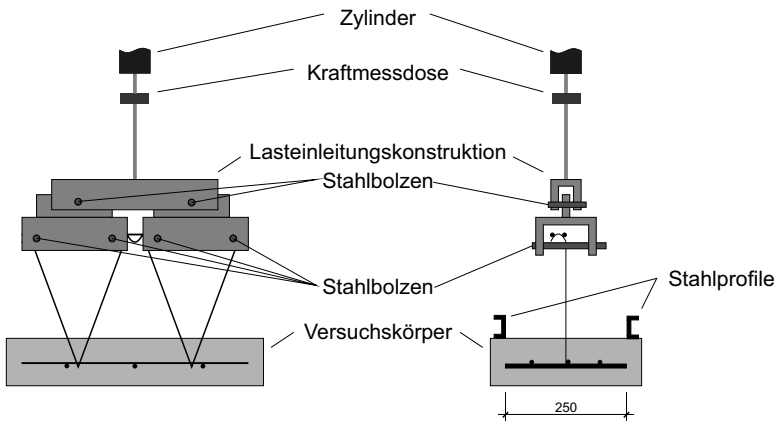 Zylinder
Kraftmessdose
Lasteinleitungskonstruktion
Stahlbolzen
Stahlbolzen
Stahlprofile
Versuchskörper
250